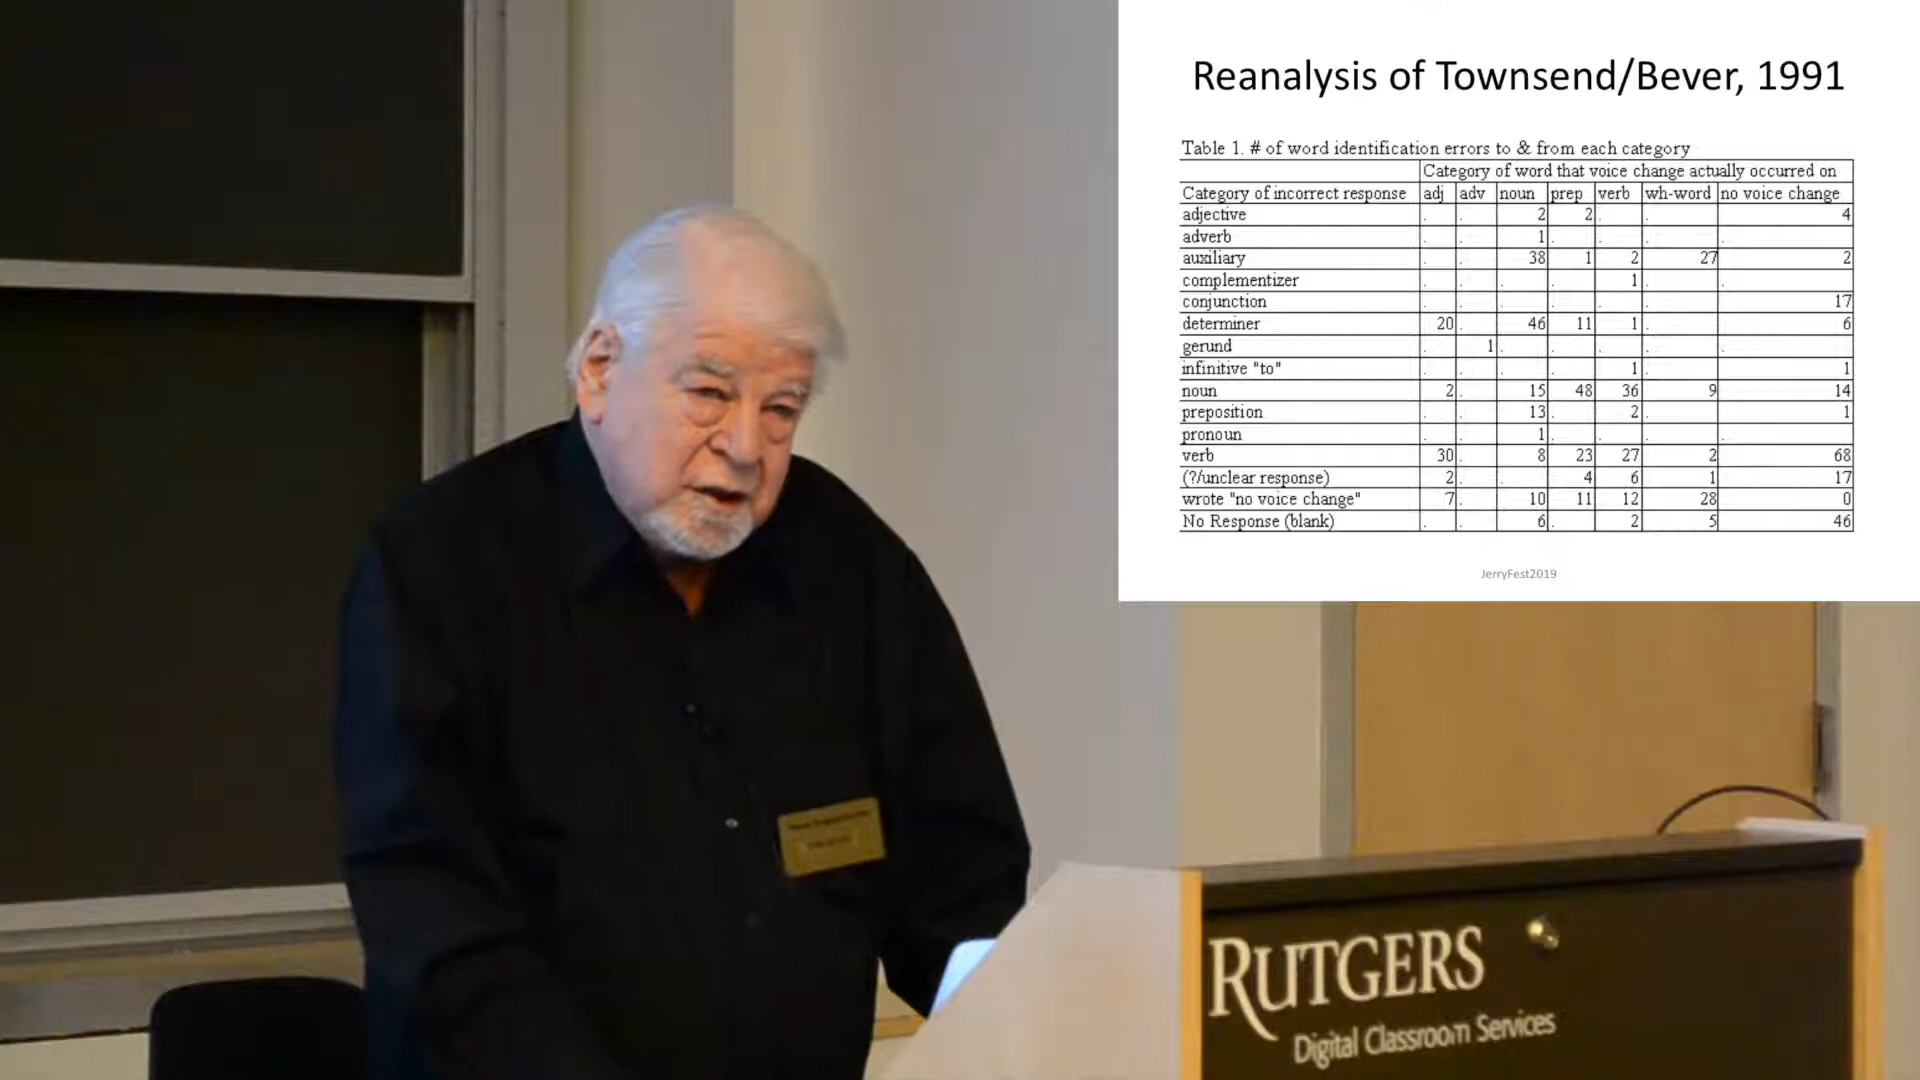 Reanalysis of Townsend/Bever, 1991
Table 1. # of word identification errors to & from each category
Category of word that voice change actually occurred on
Category of incorrect response adj adv noun prep verb wh-word no voice change
adjective . . 2 2 . . 4
adverb . . 1 . . . .
auxiliary . . 38 1 2 27 2
complementizer . . . . 1 . .
conjunction . . . . . . 17
determiner 20 . 46 11 1 . 6
gerund . 1 . . . . .
infinitive "to" . . . . 1 . 1
noun 2 . 15 48 36 9 14
preposition . . 13 . 2 . 1
pronoun . . 1 . . . .
verb 30 . 8 23 27 2 68
(?/unclear response) 2 . . 4 6 1 17
wrote "no voice change" 7 . 10 11 12 28 0
No Response (blank) . . 6 . 2 5 46
JerryFest2019
RUTGERS
Digital Classroom Services